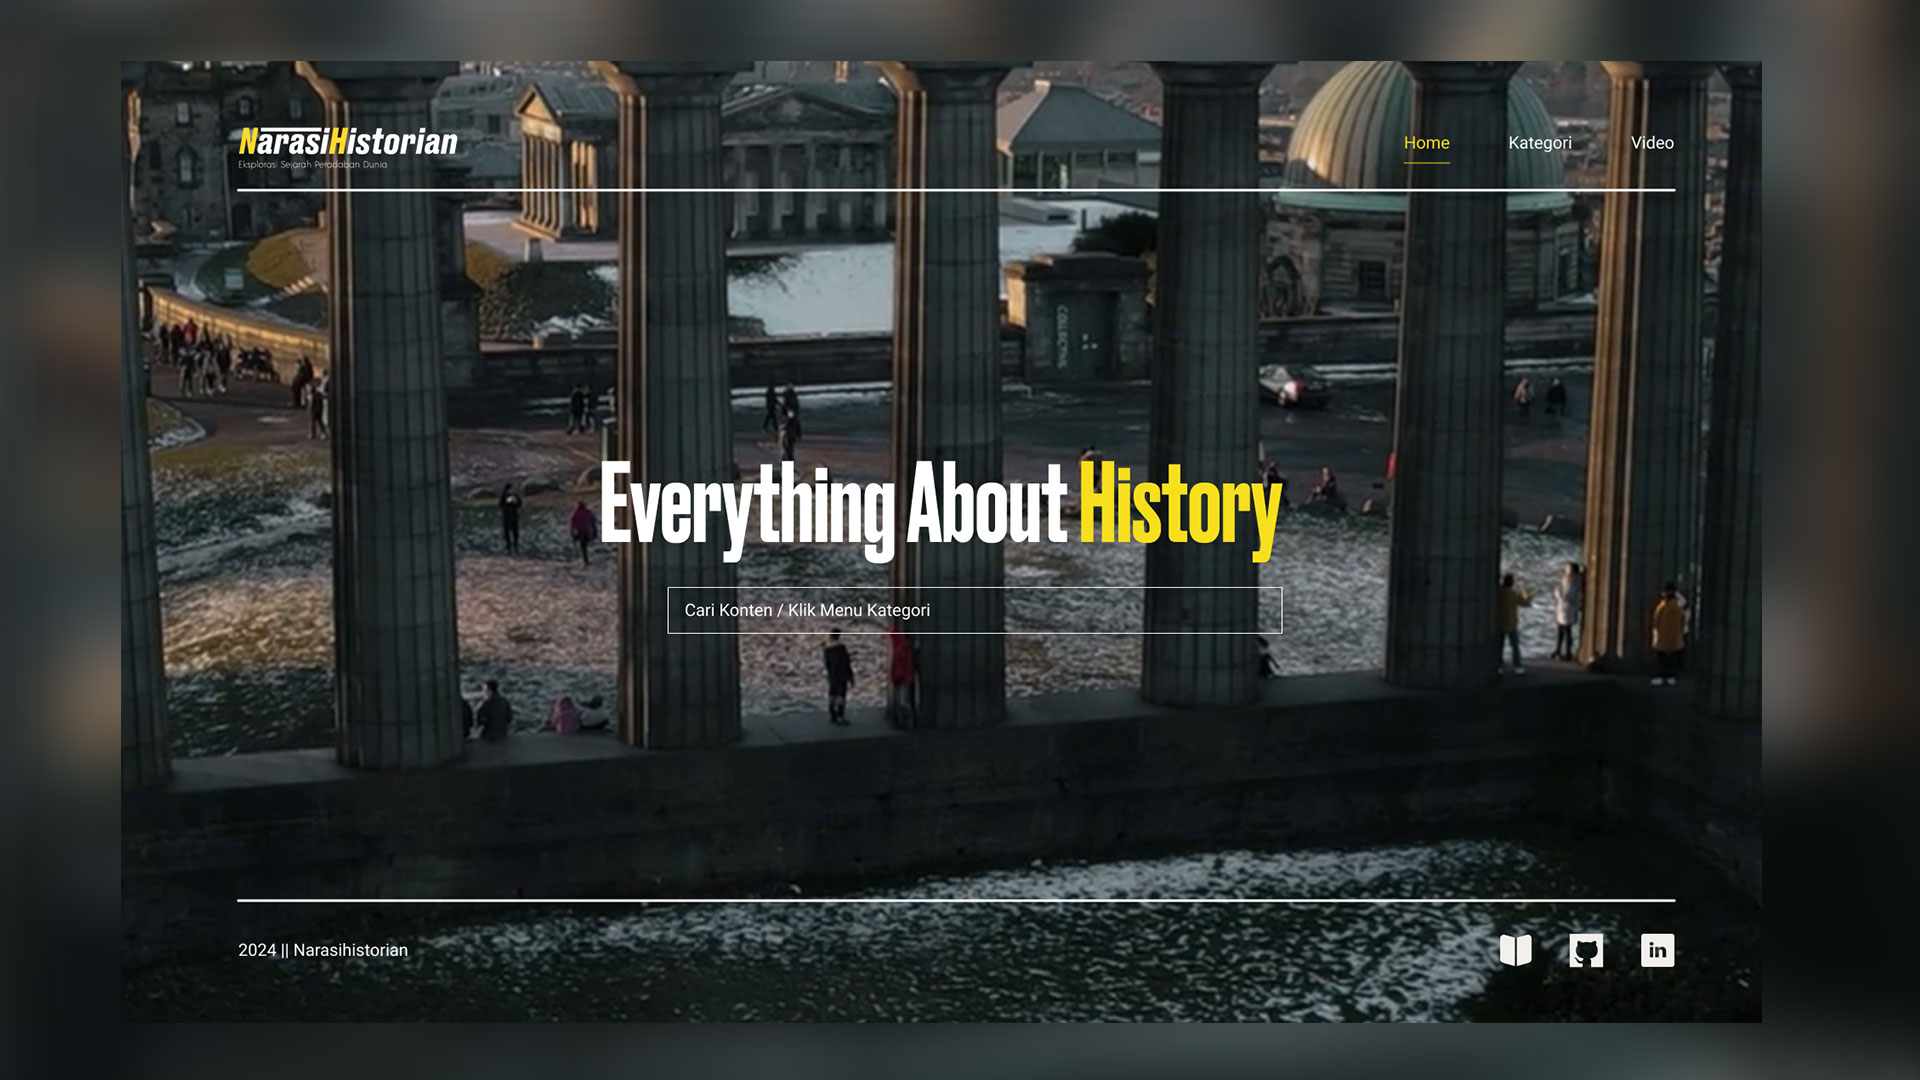 NarasiHistorian
Eksplorasi Sejarah Peradaban Dunia
Home
Kategori
Video
COLLECTIVE
Everything About History
Cari Konten / Klik Menu Kategori
2024 || Narasihistorian
in